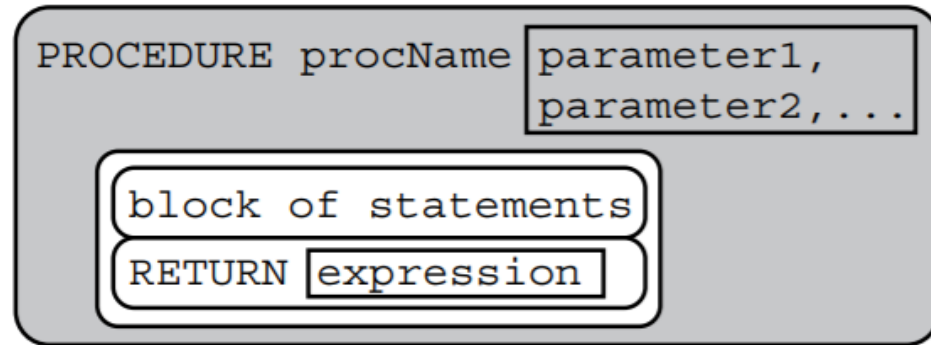 PROCEDURE procName parameter1,
parameter2,...
block of statements
RETURN expression